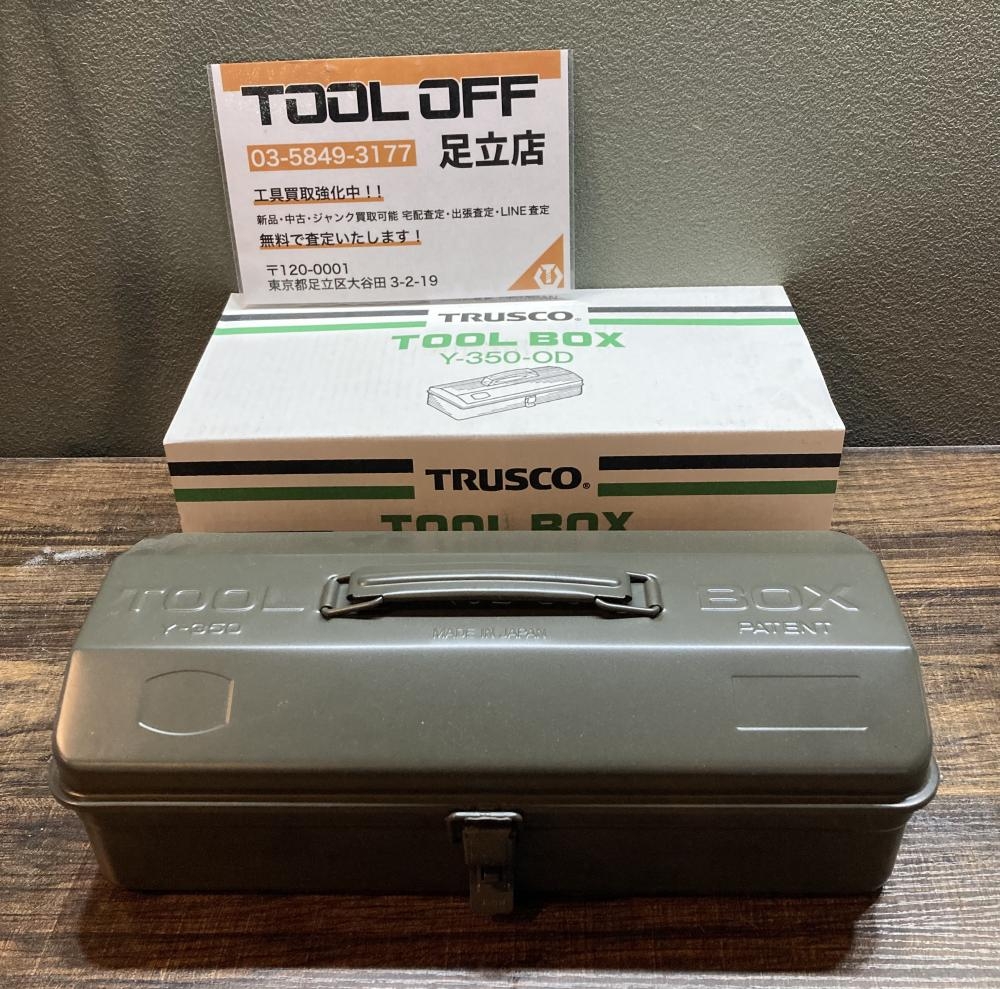 TOOL OFF
03-5849-3177 足立店
工具買取強化中！！
新品・中古・ジャンク買取可能 宅配査定・出張査定・LINE査定
無料で査定いたします！
〒120-0001
東京都足立区大谷田 3-2-19
TRUSCO®
TOOL BOX
Y-350-OD
TRUSCO®
TOOL BOX
TOOL BOX
Y-350 MADE IN JAPAN PATENT